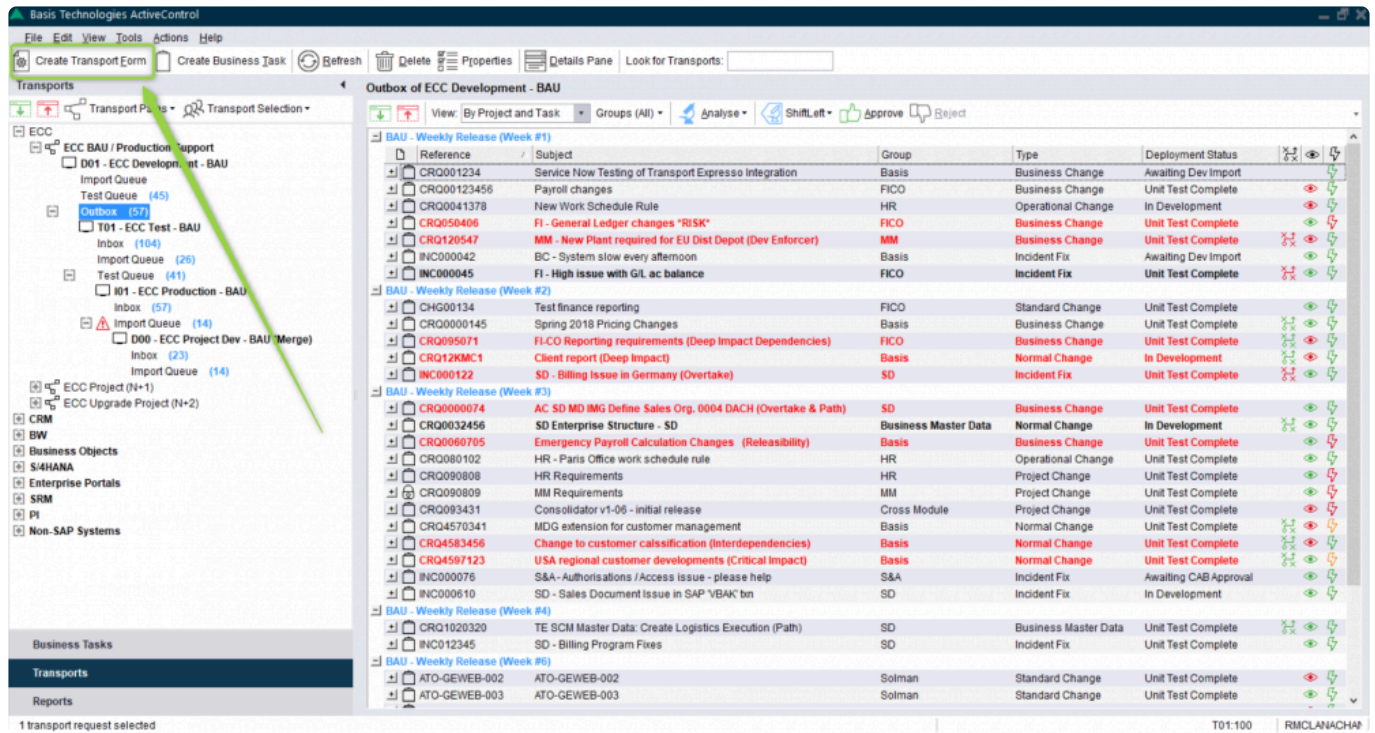 Basis Technologies ActiveControl
File Edit View Tools Actions Help
Create Transport Form Create Business Task Refresh Delete Properties Details Pane Look for Transports:
Transports
Transport Paths Transport Selection
ECC
ECC BAU / Production Support
D01 - ECC Development - BAU
Import Queue
Test Queue (45)
Outbox (57)
T01 - ECC Test - BAU
Inbox (104)
Import Queue (26)
Test Queue (41)
I01 - ECC Production - BAU
Inbox (57)
Import Queue (14)
D00 - ECC Project Dev - BAU (Merge)
Inbox (23)
Import Queue (14)
ECC Project (N+1)
ECC Upgrade Project (N+2)
CRM
BW
Business Objects
S/4HANA
Enterprise Portals
SRM
PI
Non-SAP Systems
Business Tasks
Transports
Reports
Outbox of ECC Development - BAU
View: By Project and Task Groups (All) Analyse ShiftLeft Approve Reject
BAU - Weekly Release (Week #1)
Reference Subject Group Type Deployment Status
CRQ001234 Service Now Testing of Transport Expresso Integration Basis Business Change Awaiting Dev Import
CRQ00123456 Payroll changes FICO Business Change Unit Test Complete
CRQ0041378 New Work Schedule Rule HR Operational Change In Development
CRQ050406 FI - General Ledger changes *RISK* FICO Business Change Unit Test Complete
CRQ120547 MM - New Plant required for EU Dist Depot (Dev Enforcer) MM Business Change Unit Test Complete
INC000042 BC - System slow every afternoon Basis Incident Fix Awaiting Dev Import
INC000045 FI - High issue with G/L ac balance FICO Incident Fix Unit Test Complete
BAU - Weekly Release (Week #2)
CHG00134 Test finance reporting FICO Standard Change Unit Test Complete
CRQ0000145 Spring 2018 Pricing Changes Basis Business Change Unit Test Complete
CRQ095071 FI-CO Reporting requirements (Deep Impact Dependencies) FICO Business Change Unit Test Complete
CRQ12KMC1 Client report (Deep Impact) Basis Normal Change In Development
INC000122 SD - Billing Issue in Germany (Overtake) SD Incident Fix Unit Test Complete
BAU - Weekly Release (Week #3)
CRQ0000074 AC SD MD IMG Define Sales Org. 0004 DACH (Overtake & Path) SD Business Change Unit Test Complete
CRQ0032456 SD Enterprise Structure - SD Business Master Data Normal Change In Development
CRQ0060705 Emergency Payroll Calculation Changes (Releasibility) Basis Business Change Unit Test Complete
CRQ080102 HR - Paris Office work schedule rule HR Operational Change Unit Test Complete
CRQ090808 HR Requirements HR Project Change Unit Test Complete
CRQ090809 MM Requirements MM Project Change Unit Test Complete
CRQ093431 Consolidator v1-06 - initial release Cross Module Project Change Unit Test Complete
CRQ4570341 MDG extension for customer management Basis Normal Change Unit Test Complete
CRQ4583456 Change to customer calssification (Interdependencies) Basis Normal Change Unit Test Complete
CRQ4597123 USA regional customer developments (Critical Impact) Basis Normal Change Unit Test Complete
INC000076 S&A - Authorisations / Access issue - please help S&A Incident Fix Awaiting CAB Approval
INC000610 SD - Sales Document Issue in SAP 'VBAK' txn SD Incident Fix In Development
BAU - Weekly Release (Week #4)
CRQ1020320 TE SCM Master Data: Create Logistics Execution (Path) SD Business Master Data Unit Test Complete
INC012345 SD - Billing Program Fixes SD Incident Fix Unit Test Complete
BAU - Weekly Release (Week #6)
ATO-GEWEB-002 ATO-GEWEB-002 Solman Standard Change Unit Test Complete
ATO-GEWEB-003 ATO-GEWEB-003 Solman Standard Change Unit Test Complete
1 transport request selected T01:100 RMCLANACHAN